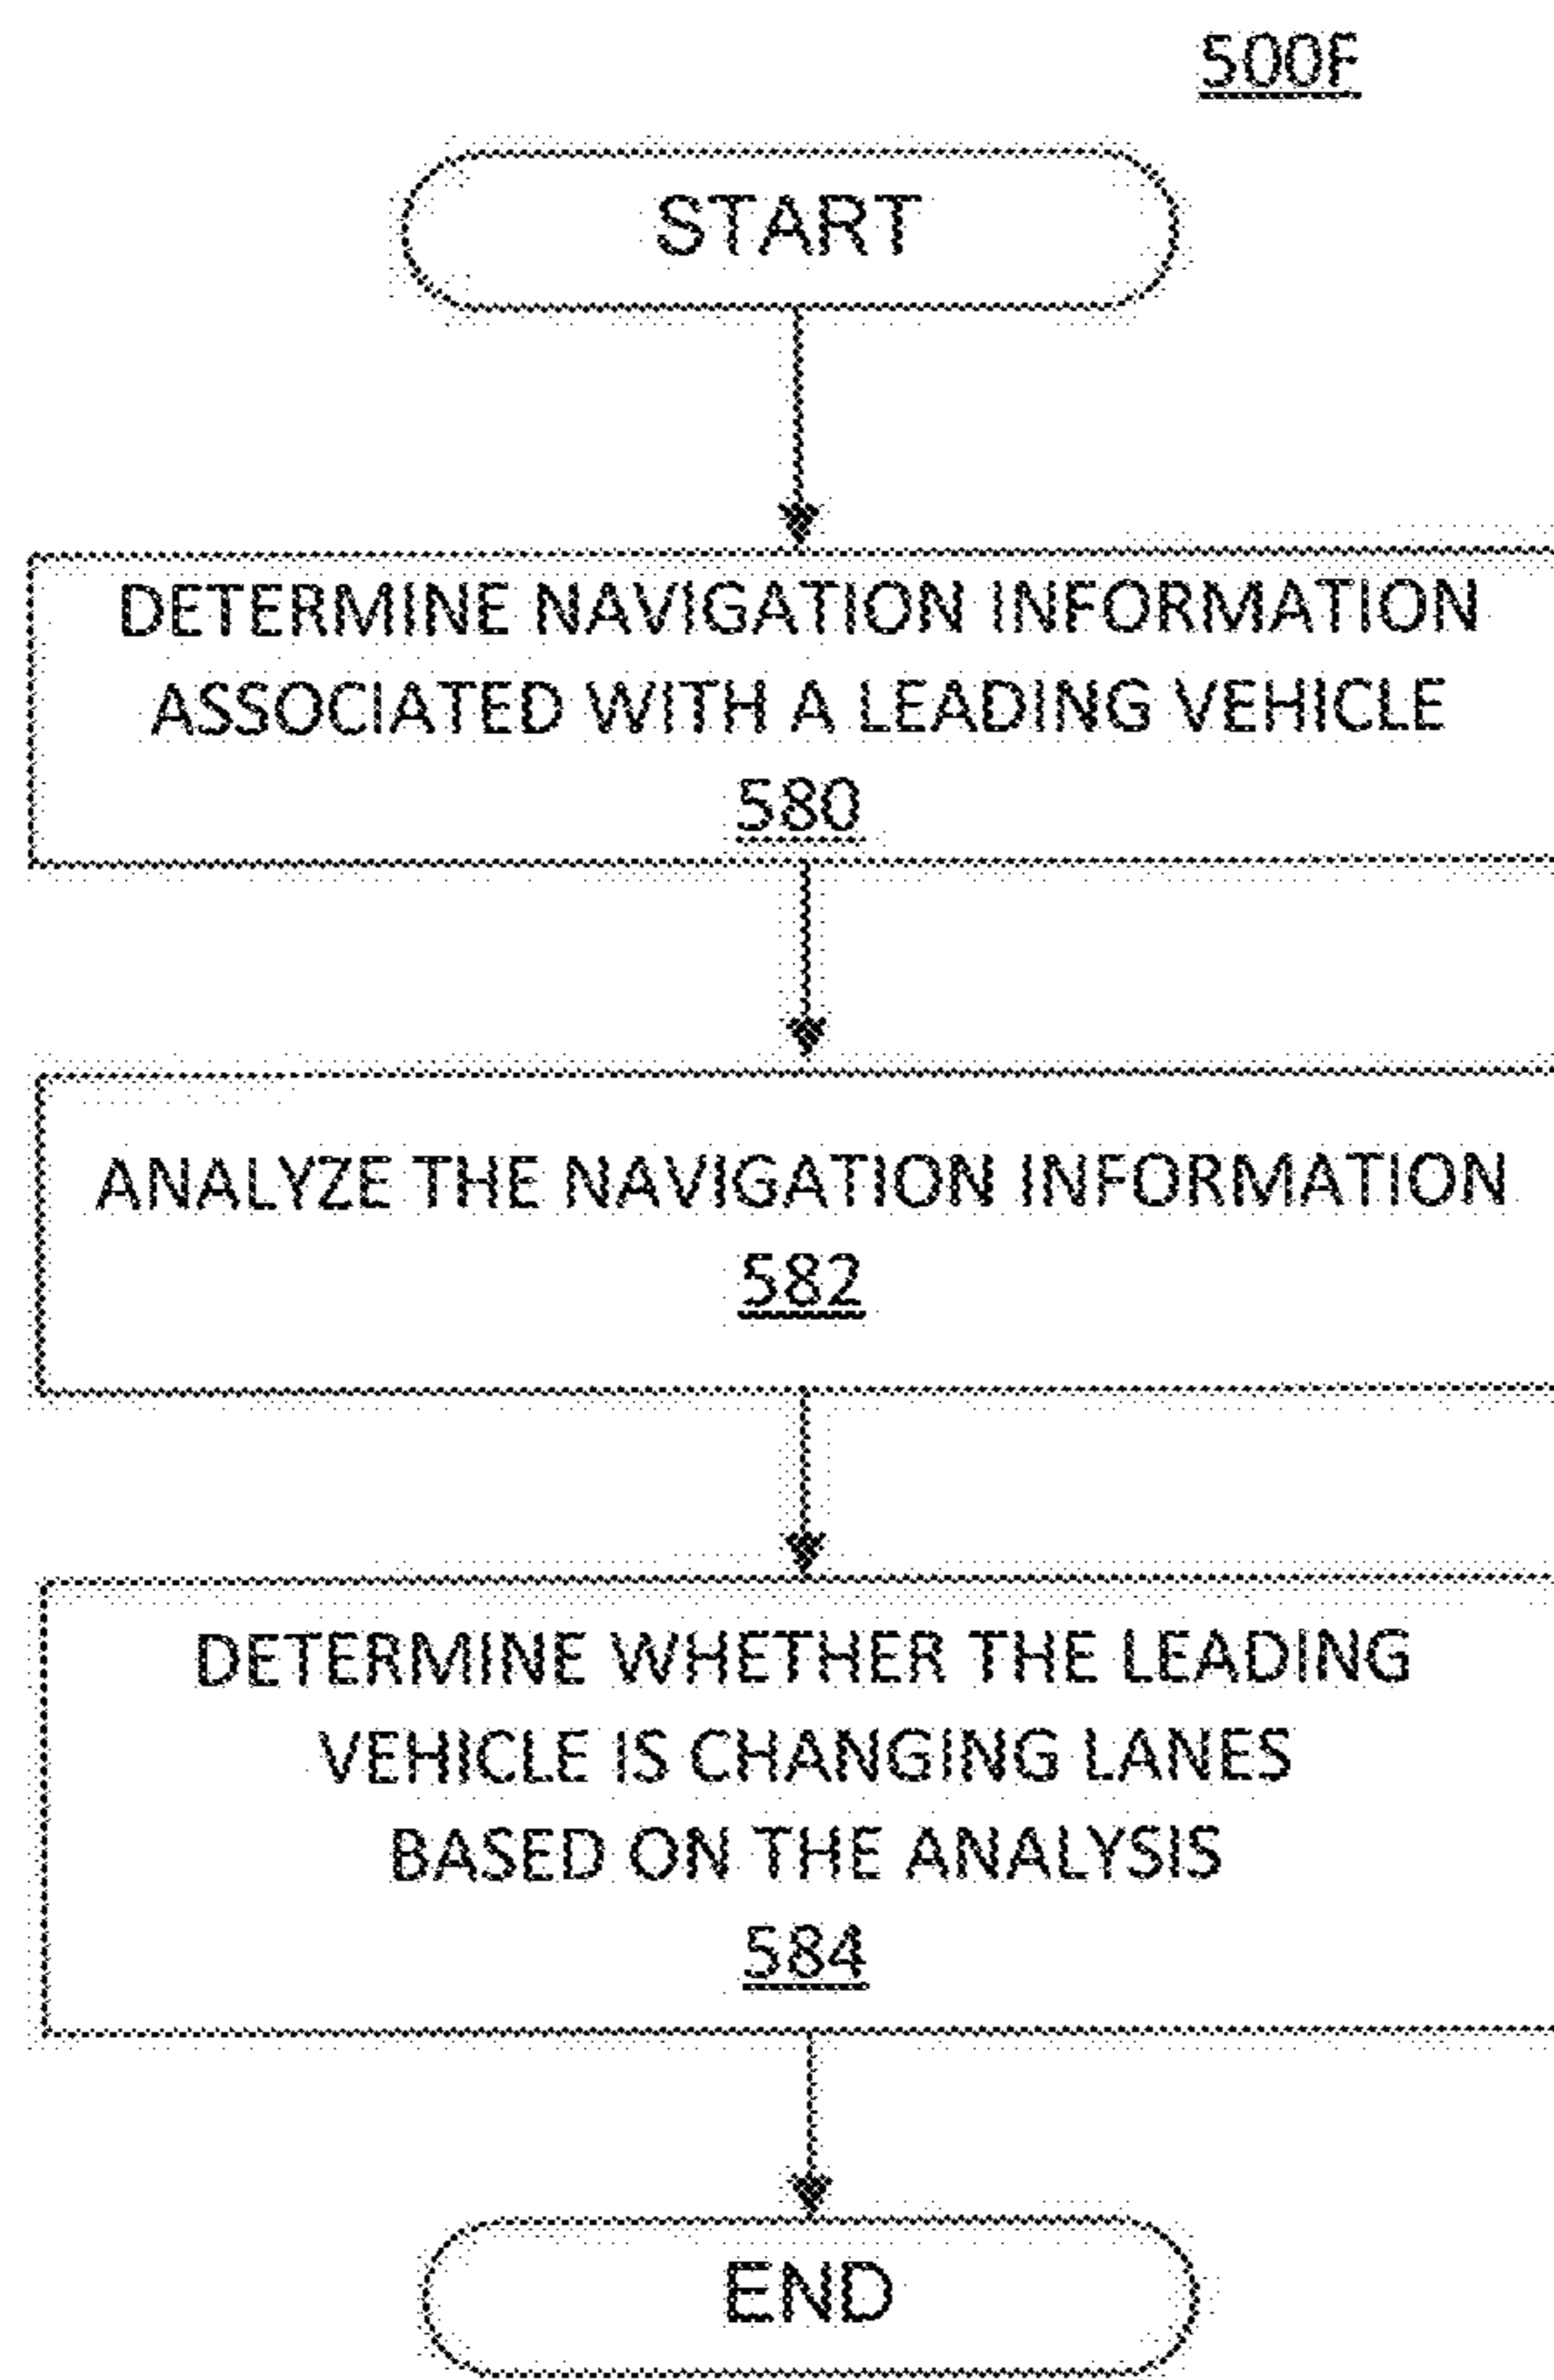 500F
START
DETERMINE NAVIGATION INFORMATION
ASSOCIATED WITH A LEADING VEHICLE
580
ANALYZE THE NAVIGATION INFORMATION
582
DETERMINE WHETHER THE LEADING
VEHICLE IS CHANGING LANES
BASED ON THE ANALYSIS
584
END